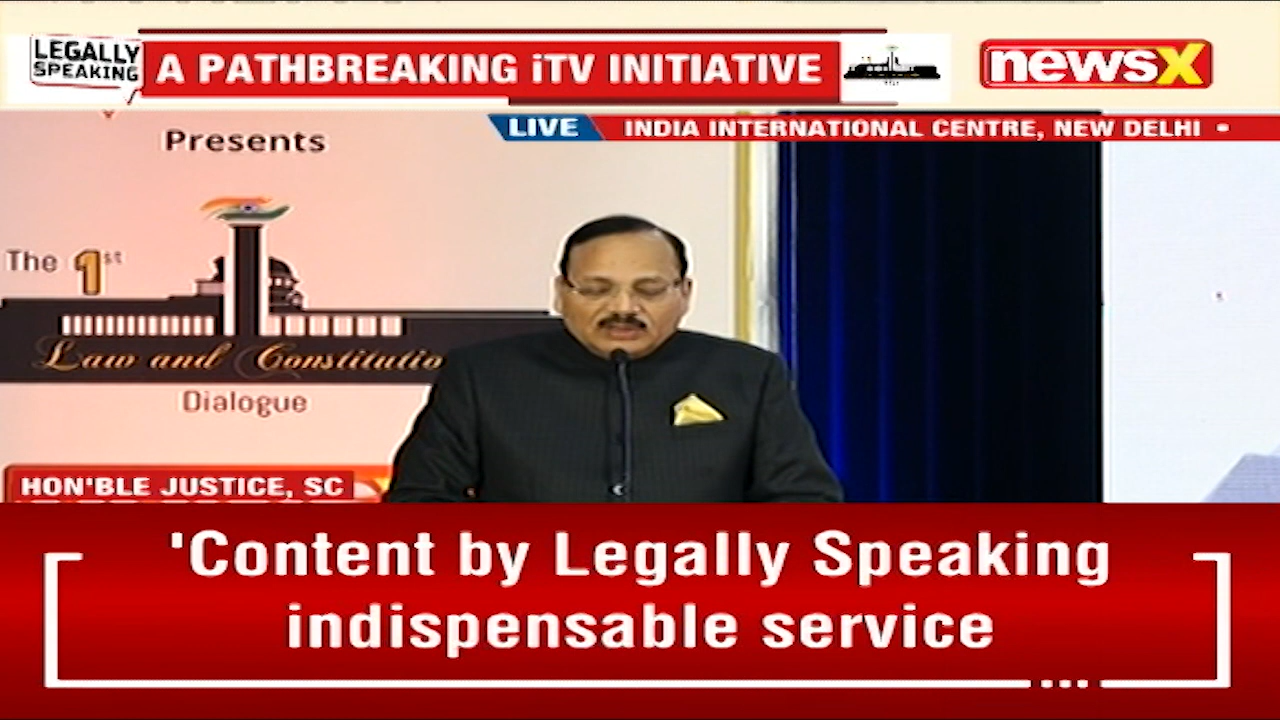 LEGALLY
SPEAKING
A PATHBREAKING iTV INITIATIVE
newsX
LIVE
INDIA INTERNATIONAL CENTRE, NEW DELHI
Presents
The 1st
Law and Constitutio
Dialogue
HON'BLE JUSTICE, SC
'Content by Legally Speaking
indispensable service